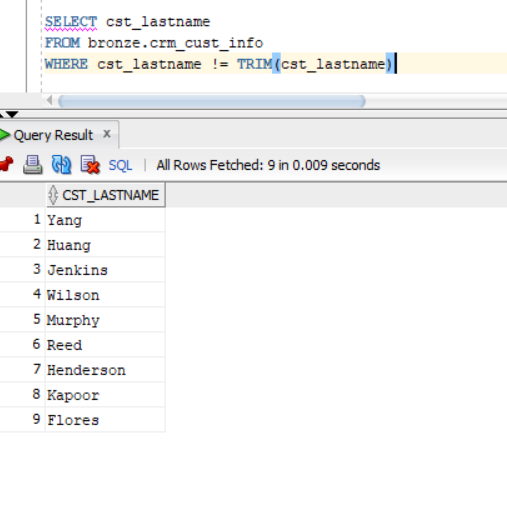 SELECT cst_lastname
FROM bronze.crm_cust_info
WHERE cst_lastname != TRIM(cst_lastname)
Query Result x
SQL | All Rows Fetched: 9 in 0.009 seconds
CST_LASTNAME
1 Yang
2 Huang
3 Jenkins
4 Wilson
5 Murphy
6 Reed
7 Henderson
8 Kapoor
9 Flores